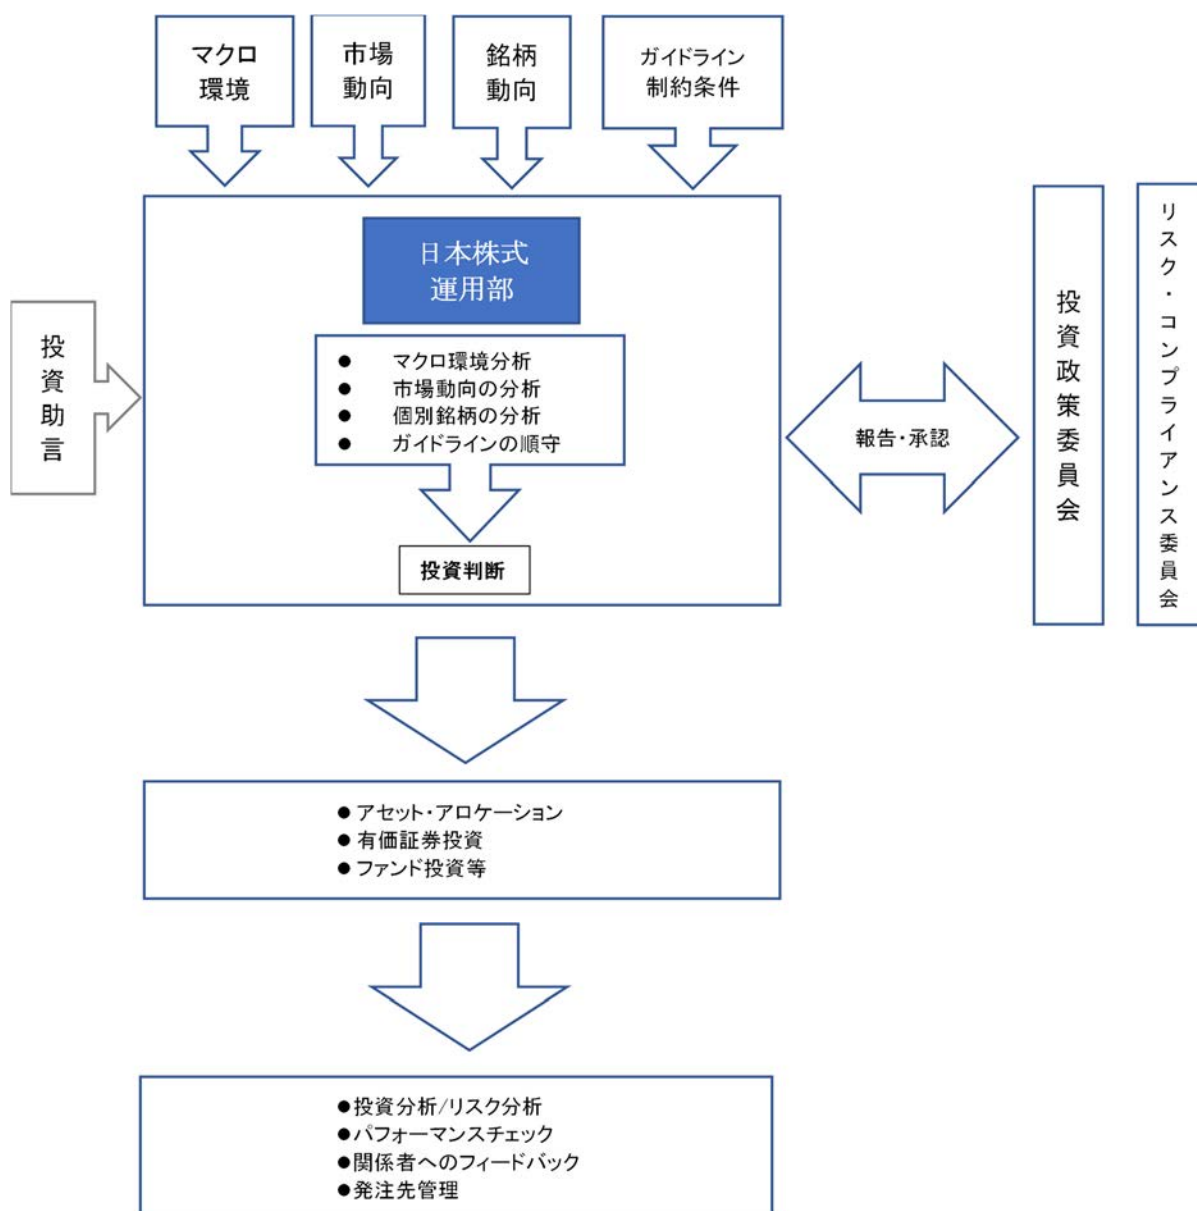 マクロ
環境
市場
動向
銘柄
動向
ガイドライン
制約条件
投資助言
日本株式
運用部
● マクロ環境分析
● 市場動向の分析
● 個別銘柄の分析
● ガイドラインの順守
投資判断
報告・承認
投資政策委員会
リスク・コンプライアンス委員会
●アセット・アロケーション
●有価証券投資
●ファンド投資等
●投資分析/リスク分析
●パフォーマンスチェック
●関係者へのフィードバック
●発注先管理